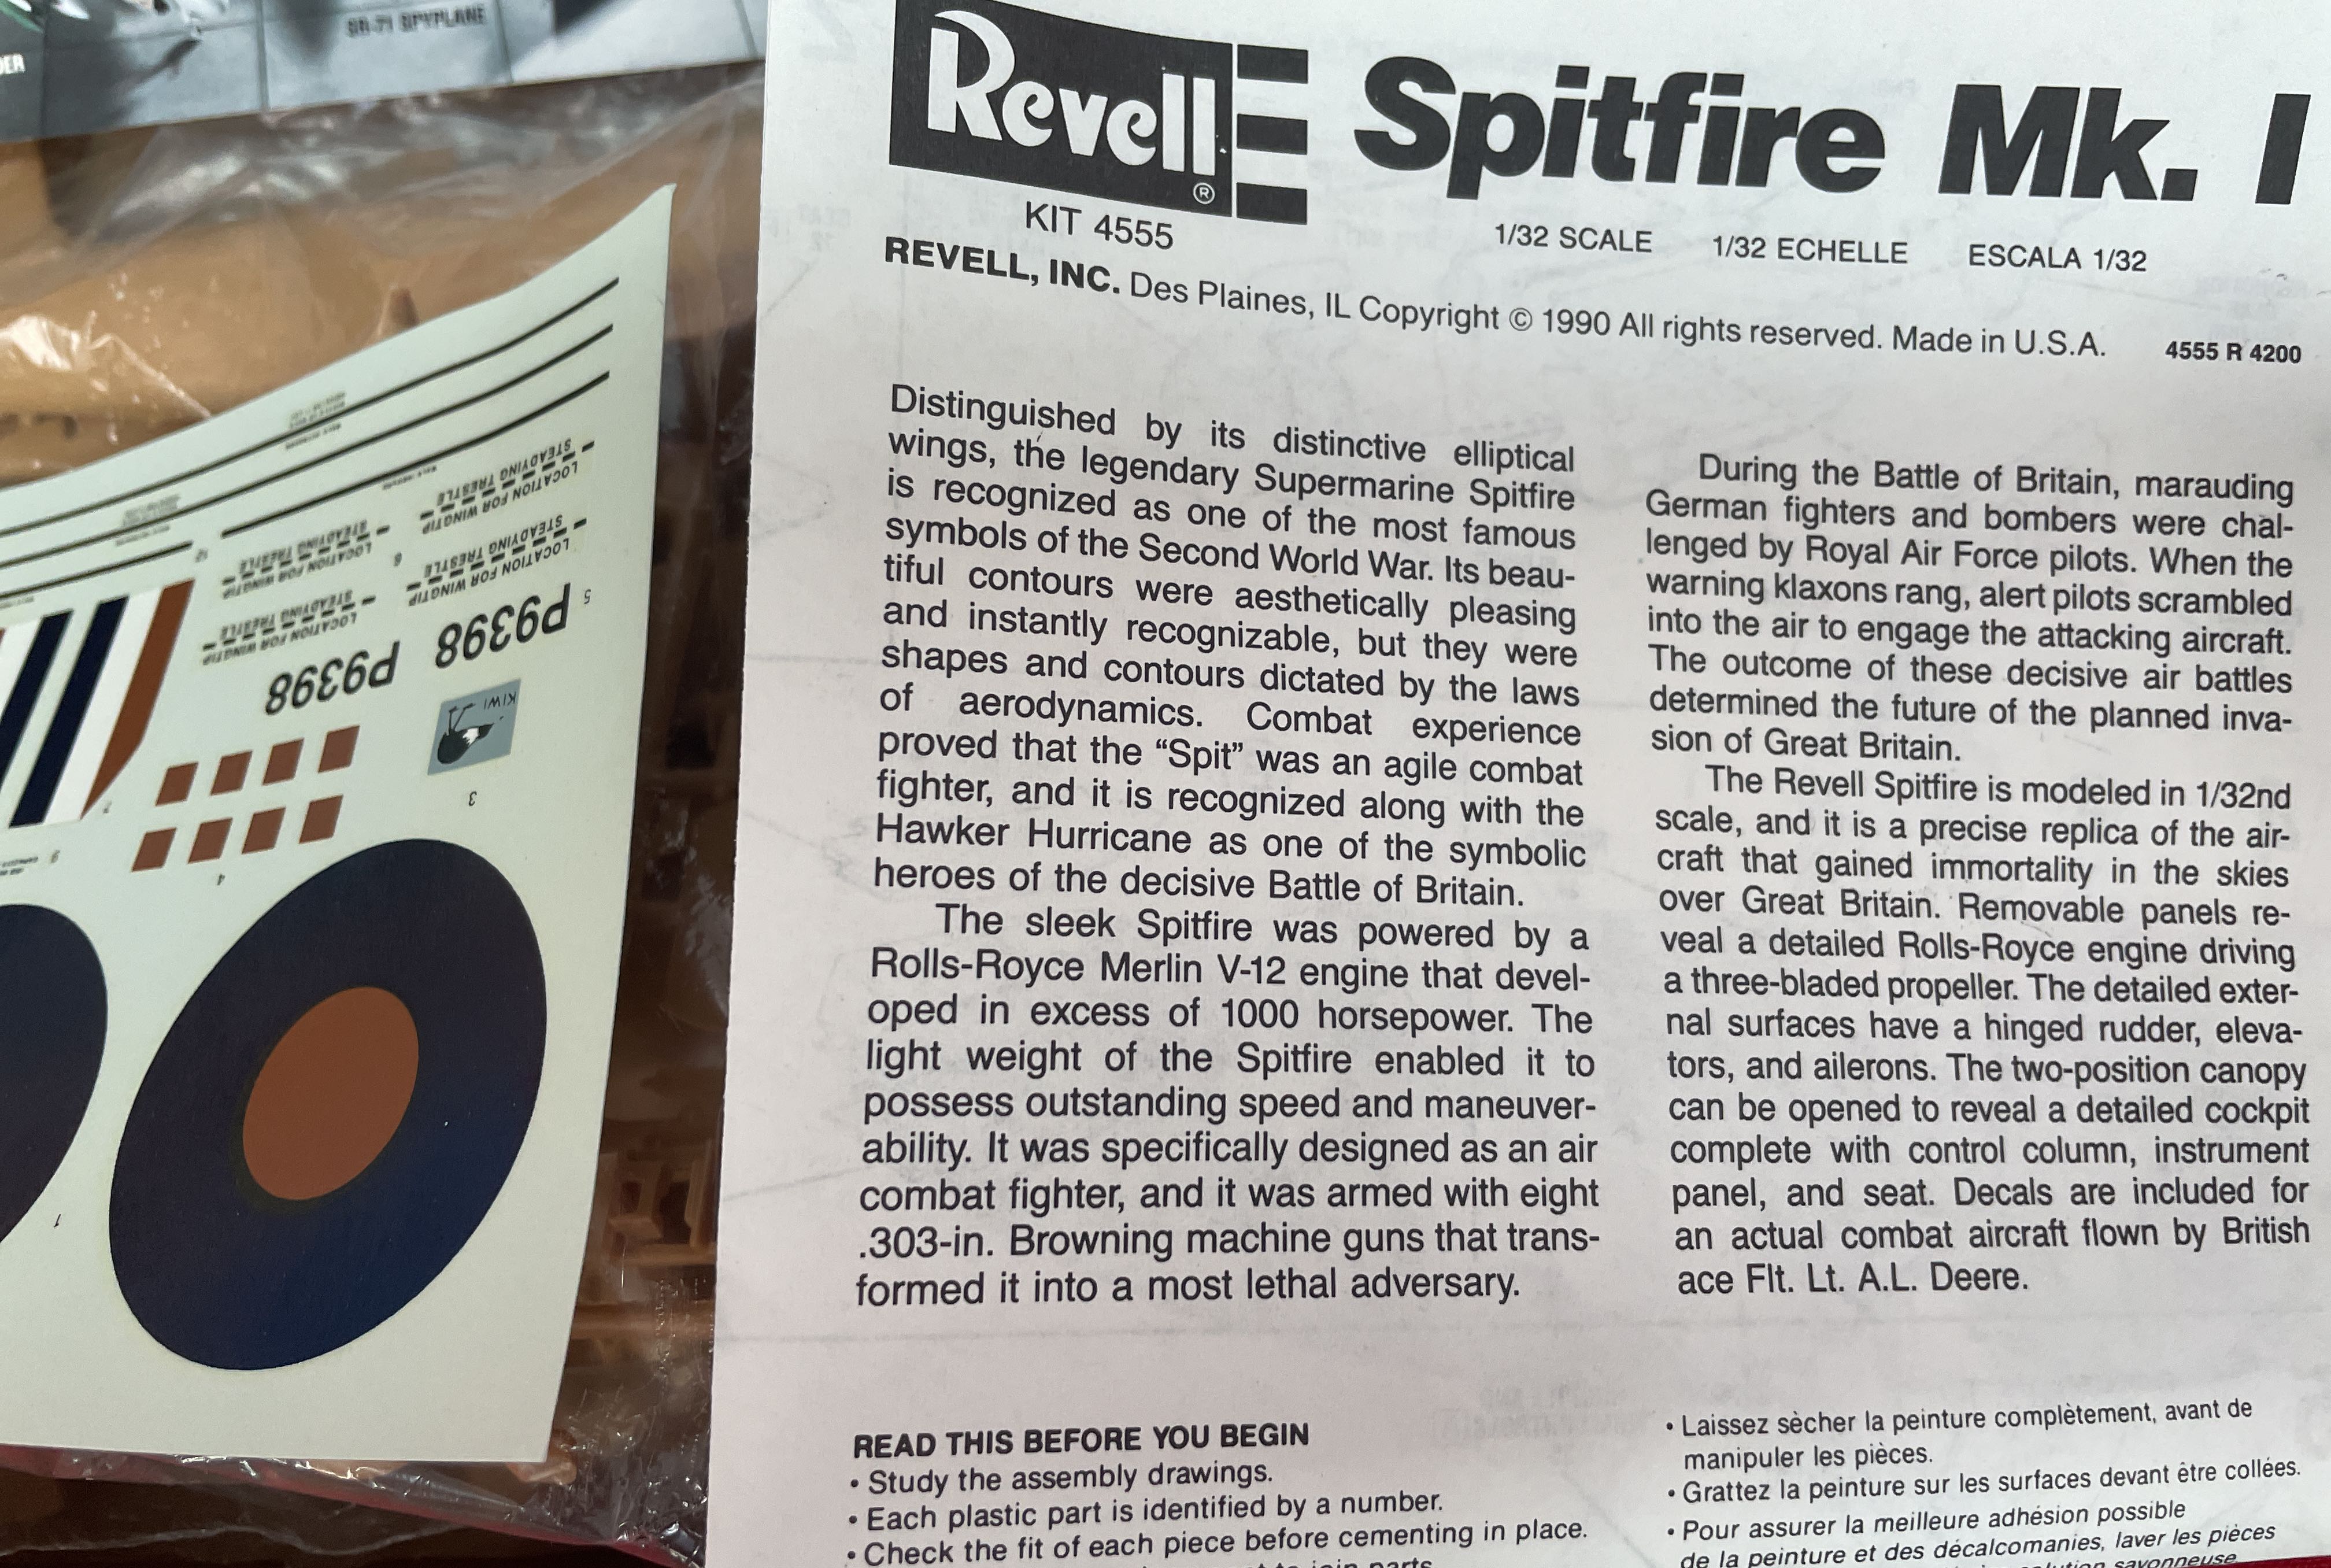 SR-71 SPYPLANE
Revell
®
Spitfire Mk. I
KIT 4555
1/32 SCALE 1/32 ECHELLE ESCALA 1/32
REVELL, INC. Des Plaines, IL Copyright © 1990 All rights reserved. Made in U.S.A. 4555 R 4200
Distinguished by its distinctive elliptical
wings, the legendary Supermarine Spitfire
is recognized as one of the most famous
symbols of the Second World War. Its beau-
tiful contours were aesthetically pleasing
and instantly recognizable, but they were
shapes and contours dictated by the laws
of aerodynamics. Combat experience
proved that the “Spit” was an agile combat
fighter, and it is recognized along with the
Hawker Hurricane as one of the symbolic
heroes of the decisive Battle of Britain.
The sleek Spitfire was powered by a
Rolls-Royce Merlin V-12 engine that devel-
oped in excess of 1000 horsepower. The
light weight of the Spitfire enabled it to
possess outstanding speed and maneuver-
ability. It was specifically designed as an air
combat fighter, and it was armed with eight
.303-in. Browning machine guns that trans-
formed it into a most lethal adversary.
During the Battle of Britain, marauding
German fighters and bombers were chal-
lenged by Royal Air Force pilots. When the
warning klaxons rang, alert pilots scrambled
into the air to engage the attacking aircraft.
The outcome of these decisive air battles
determined the future of the planned inva-
sion of Great Britain.
The Revell Spitfire is modeled in 1/32nd
scale, and it is a precise replica of the air-
craft that gained immortality in the skies
over Great Britain. Removable panels re-
veal a detailed Rolls-Royce engine driving
a three-bladed propeller. The detailed exter-
nal surfaces have a hinged rudder, eleva-
tors, and ailerons. The two-position canopy
can be opened to reveal a detailed cockpit
complete with control column, instrument
panel, and seat. Decals are included for
an actual combat aircraft flown by British
ace Flt. Lt. A.L. Deere.
READ THIS BEFORE YOU BEGIN
• Study the assembly drawings.
• Each plastic part is identified by a number.
• Check the fit of each piece before cementing in place.
• Laissez sècher la peinture complètement, avant de
manipuler les pièces.
• Grattez la peinture sur les surfaces devant être collées.
• Pour assurer la meilleure adhésion possible
de la peinture et des décalcomanies, laver les pièces
savonneuse
LOCATION FOR WINGTIP
STEADYING TRESTLE
LOCATION FOR WINGTIP
STEADYING TRESTLE
LOCATION FOR WINGTIP
STEADYING TRESTLE
LOCATION FOR WINGTIP
STEADYING TRESTLE
12
6
5
P9398
P9398
KIWI
3
4
1